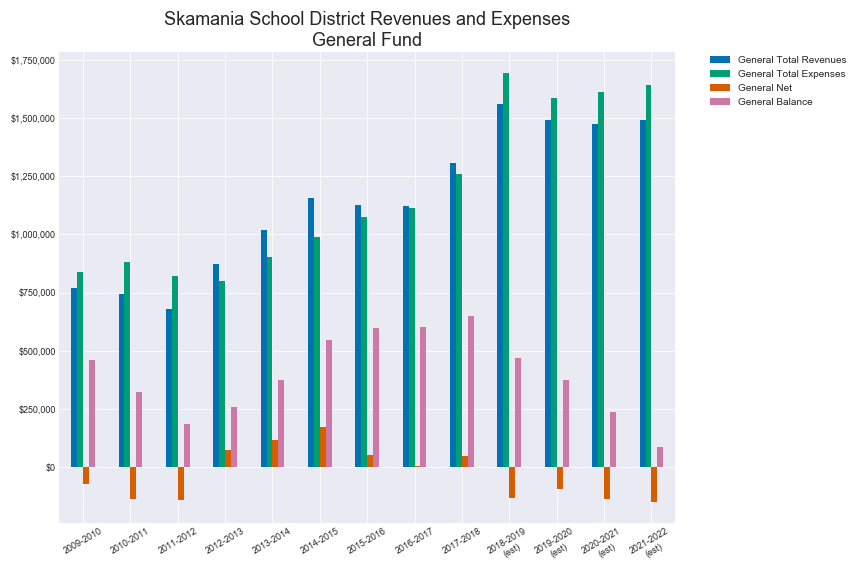 Skamania School District Revenues and Expenses
General Fund
General Total Revenues
General Total Expenses
General Net
General Balance
$1,750,000
$1,500,000
$1,250,000
$1,000,000
$750,000
$500,000
$250,000
$0
2009-2010
2010-2011
2011-2012
2012-2013
2013-2014
2014-2015
2015-2016
2016-2017
2017-2018
2018-2019
(est)
2019-2020
(est)
2020-2021
(est)
2021-2022
(est)